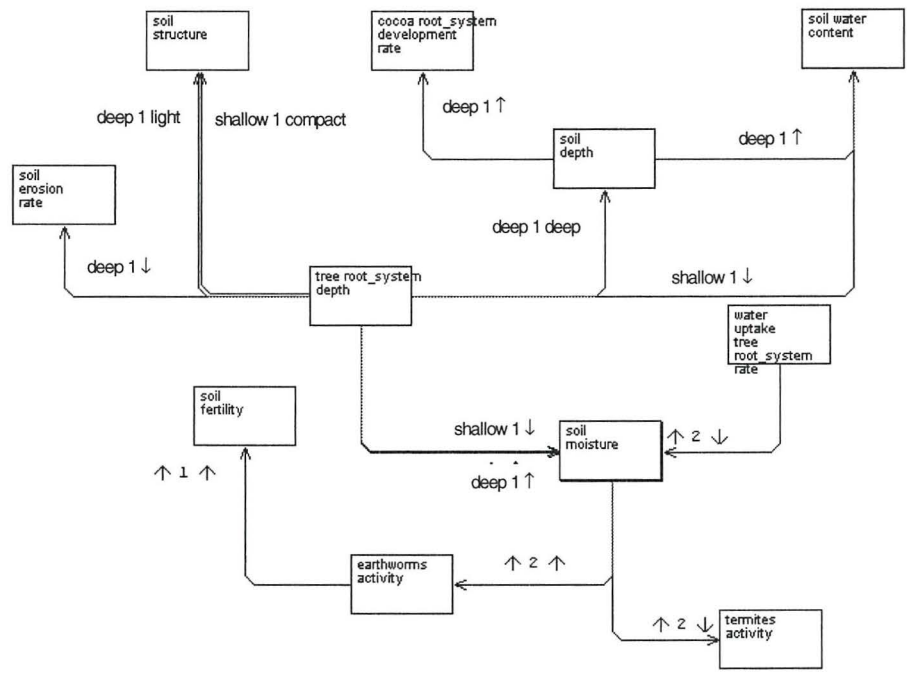 soil
structure
cocoa root_system
development
rate
soil water
content
deep 1 light
shallow 1 compact
deep 1 ↑
soil
depth
deep 1 ↑
soil
erosion
rate
deep 1 deep
deep 1 ↓
tree root_system
depth
shallow 1 ↓
water
uptake
tree
root_system
rate
soil
fertility
shallow 1 ↓
soil
moisture
↑ 2 ↓
↑ 1 ↑
deep 1 ↑
earthworms
activity
↑ 2 ↑
↑ 2 ↓
termites
activity